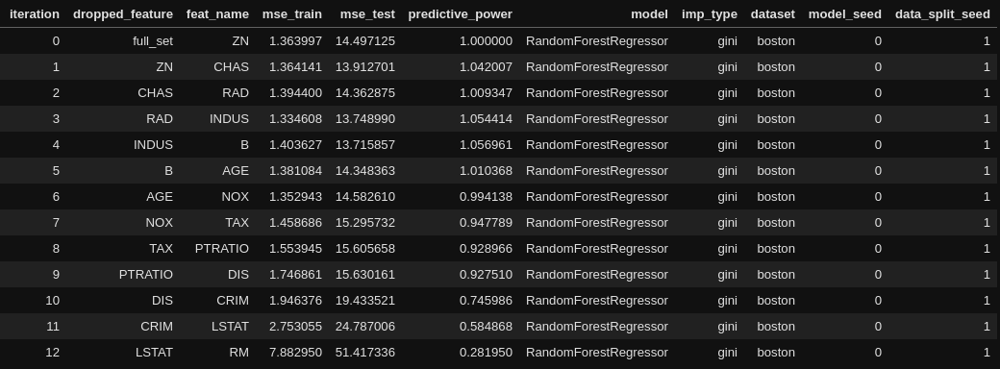 iteration dropped_feature feat_name mse_train mse_test predictive_power model imp_type dataset model_seed data_split_seed
0 full_set ZN 1.363997 14.497125 1.000000 RandomForestRegressor gini boston 0 1
1 ZN CHAS 1.364141 13.912701 1.042007 RandomForestRegressor gini boston 0 1
2 CHAS RAD 1.394400 14.362875 1.009347 RandomForestRegressor gini boston 0 1
3 RAD INDUS 1.334608 13.748990 1.054414 RandomForestRegressor gini boston 0 1
4 INDUS B 1.403627 13.715857 1.056961 RandomForestRegressor gini boston 0 1
5 B AGE 1.381084 14.348363 1.010368 RandomForestRegressor gini boston 0 1
6 AGE NOX 1.352943 14.582610 0.994138 RandomForestRegressor gini boston 0 1
7 NOX TAX 1.458686 15.295732 0.947789 RandomForestRegressor gini boston 0 1
8 TAX PTRATIO 1.553945 15.605658 0.928966 RandomForestRegressor gini boston 0 1
9 PTRATIO DIS 1.746861 15.630161 0.927510 RandomForestRegressor gini boston 0 1
10 DIS CRIM 1.946376 19.433521 0.745986 RandomForestRegressor gini boston 0 1
11 CRIM LSTAT 2.753055 24.787006 0.584868 RandomForestRegressor gini boston 0 1
12 LSTAT RM 7.882950 51.417336 0.281950 RandomForestRegressor gini boston 0 1